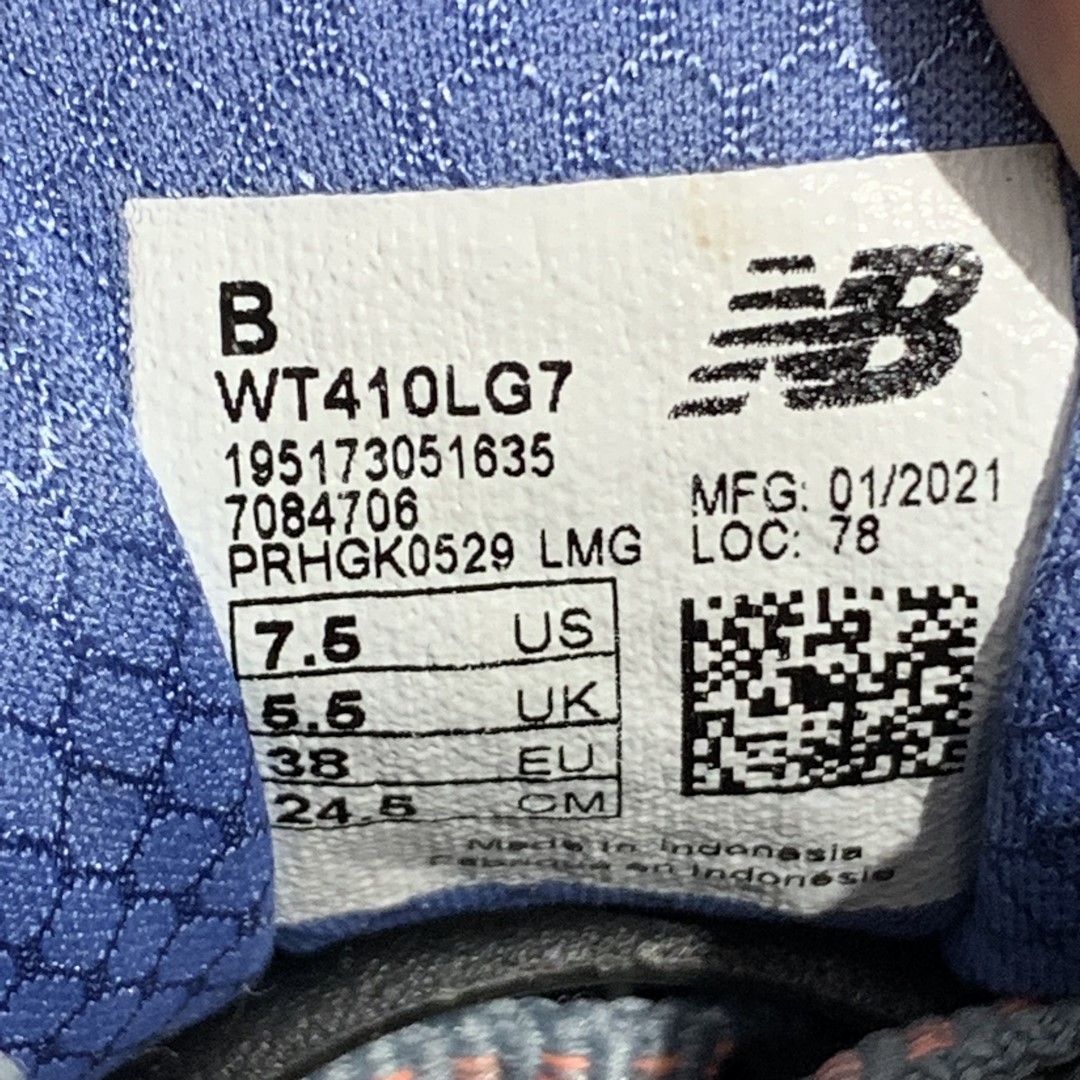 B
WT410LG7
195173051635
7084706
PRHGK0529 LMG
NB
MFG: 01/2021
LOC: 78
7.5 US
5.5 UK
38 EU
24.5 CM
Made in Indonesia
Fabriqué en Indonésie